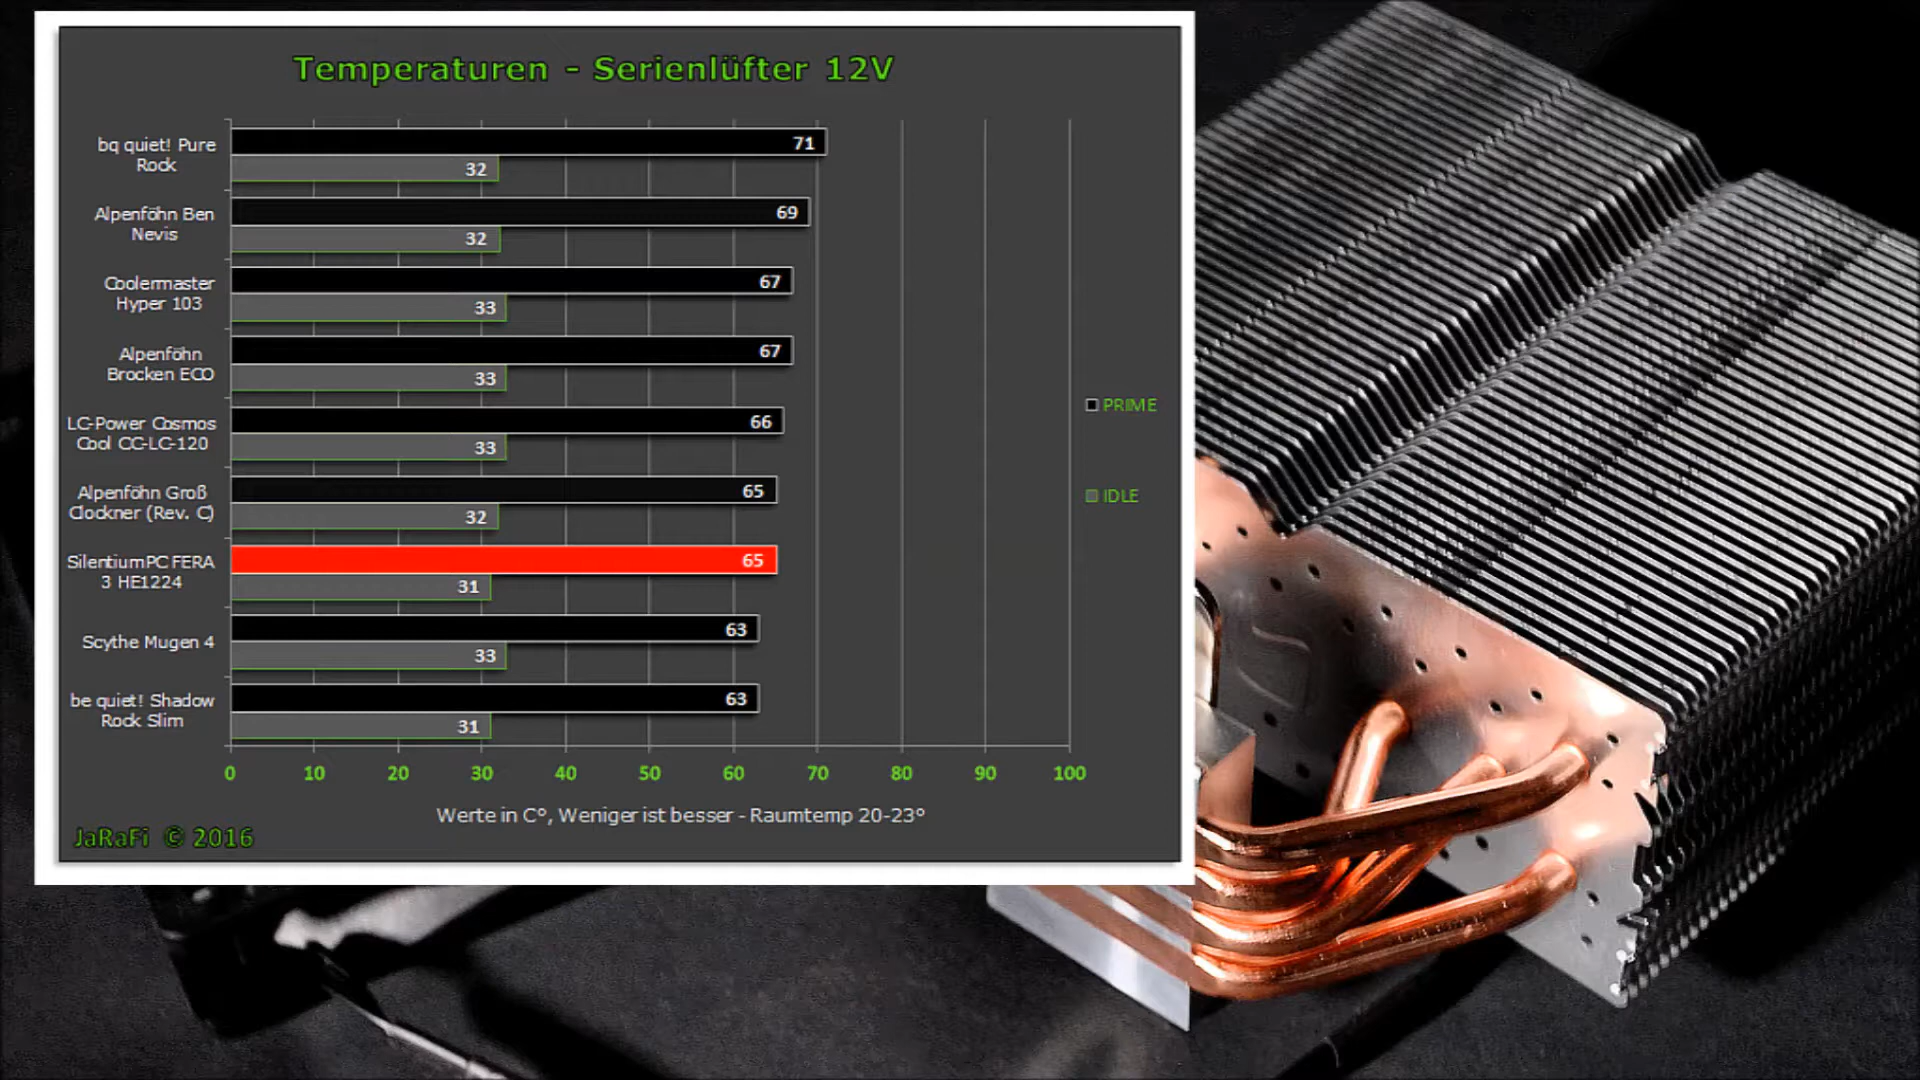 Temperaturen - Serienlüfter 12V
bq quiet! Pure
Rock
71
32
Alpenföhn Ben
Nevis
69
32
Coolermaster
Hyper 103
67
33
Alpenföhn
Brocken ECO
67
33
LC-Power Cosmos
Cool CC-LC-120
66
33
Alpenföhn Groß
Clockner (Rev. C)
65
32
SilentiumPC FERA
3 HE1224
65
31
Scythe Mugen 4
63
33
be quiet! Shadow
Rock Slim
63
31
PRIME
IDLE
0 10 20 30 40 50 60 70 80 90 100
Werte in C°, Weniger ist besser - Raumtemp 20-23°
JaRaFi © 2016